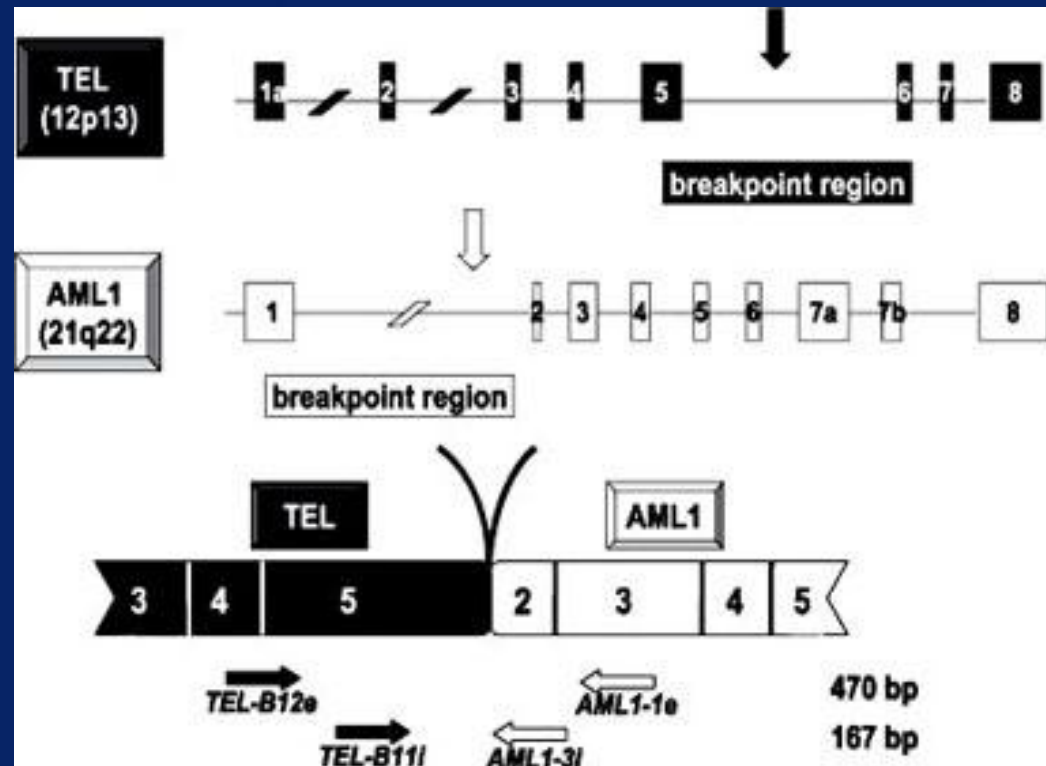 TEL
(12p13)
1a 2 3 4 5 6 7 8
breakpoint region
AML1
(21q22)
1 2 3 4 5 6 7a 7b 8
breakpoint region
TEL AML1
3 4 5 2 3 4 5
TEL-B12e AML1-1e 470 bp
TEL-B11i AML1-3i 167 bp